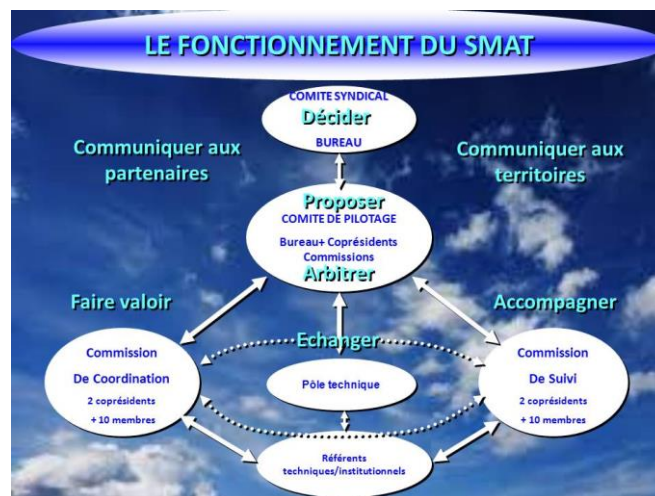 LE FONCTIONNEMENT DU SMAT
COMITE SYNDICAL
Décider
BUREAU
Communiquer aux
partenaires
Communiquer aux
territoires
Proposer
COMITE DE PILOTAGE
Bureau+ Coprésidents
Commissions
Arbitrer
Faire valoir
Accompagner
Echanger
Commission
De Coordination
2 coprésidents
+ 10 membres
Pôle technique
Commission
De Suivi
2 coprésidents
+ 10 membres
Référents
techniques/institutionnels